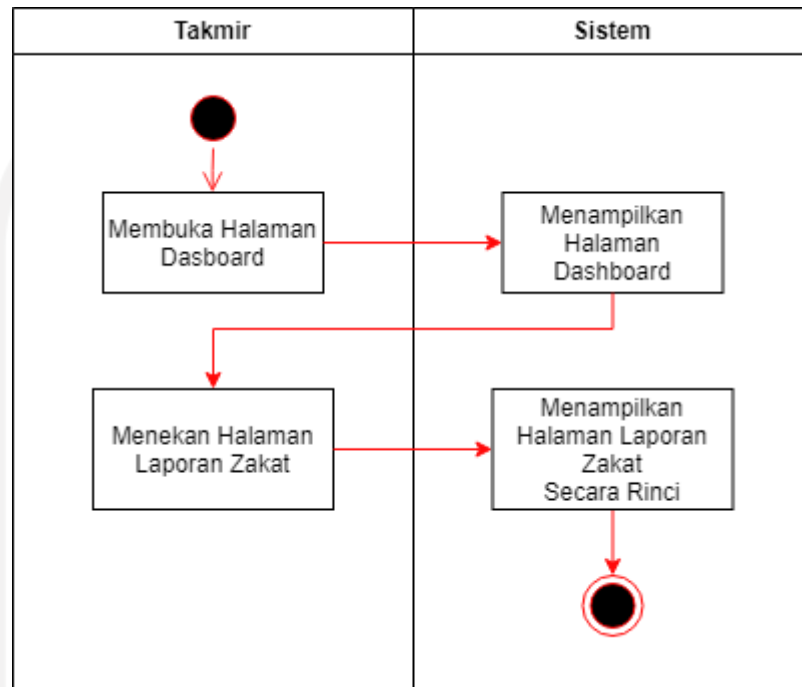 Takmir
Sistem
Membuka Halaman
Dasboard
Menampilkan
Halaman
Dashboard
Menekan Halaman
Laporan Zakat
Menampilkan
Halaman Laporan
Zakat
Secara Rinci